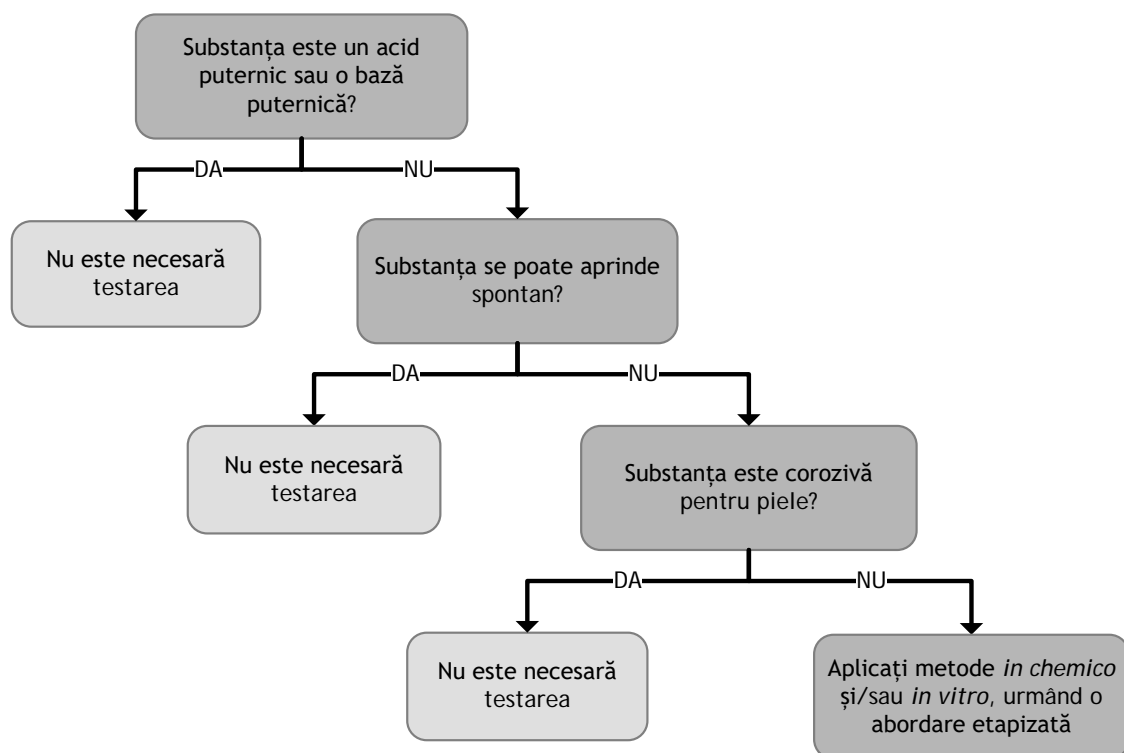 Substanța este un acid
puternic sau o bază
puternică?
DA
NU
Nu este necesară
testarea
Substanța se poate aprinde
spontan?
DA
NU
Nu este necesară
testarea
Substanța este corozivă
pentru piele?
DA
NU
Nu este necesară
testarea
Aplicați metode in chemico
și/sau in vitro, urmând o
abordare etapizată